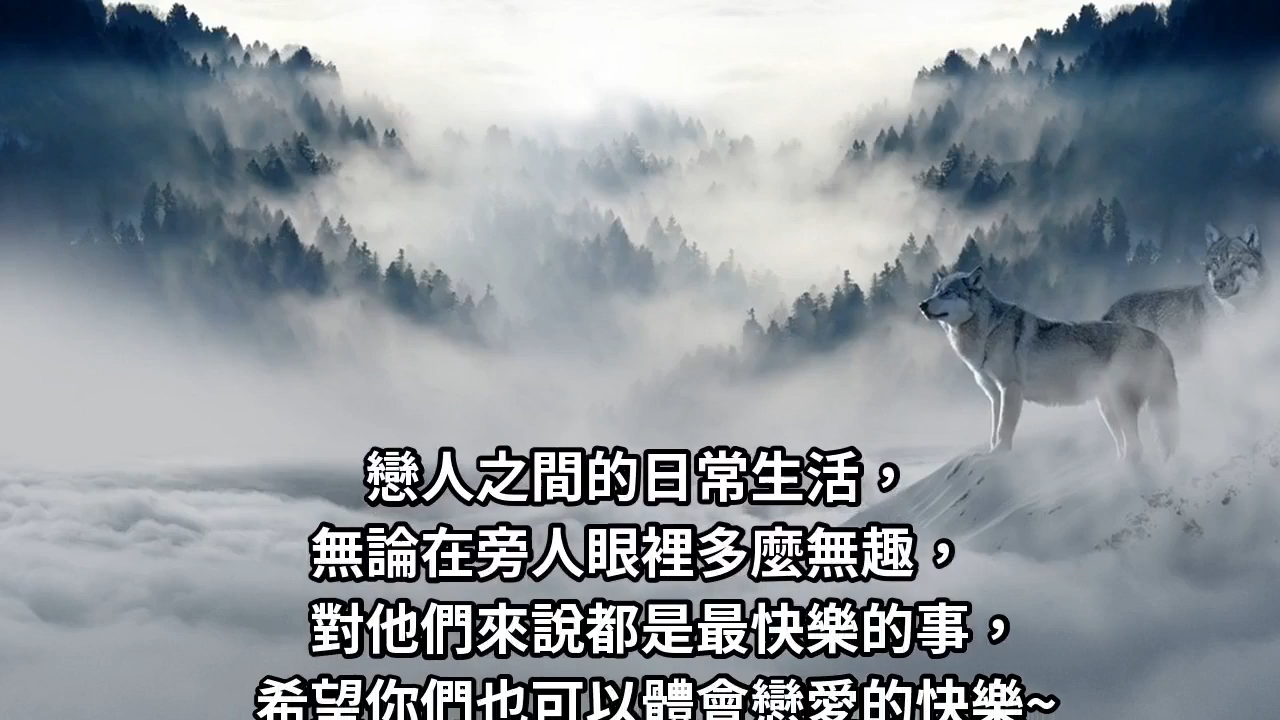 戀人之間的日常生活，
無論在旁人眼裡多麼無趣，
對他們來說都是最快樂的事，
希望你們也可以體會戀愛的快樂~